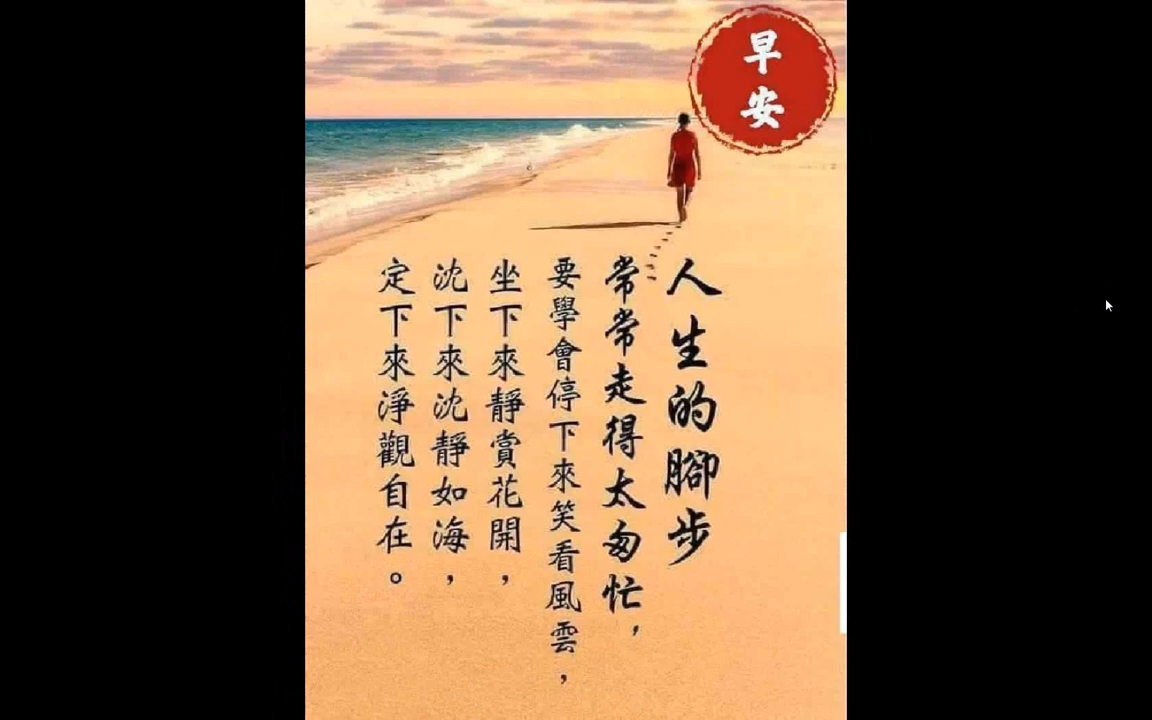 早安
人生的腳步
常常走得太匆忙，
要學會停下來笑看風雲，
坐下來靜賞花開，
沈下來沈靜如海，
定下來淨觀自在。